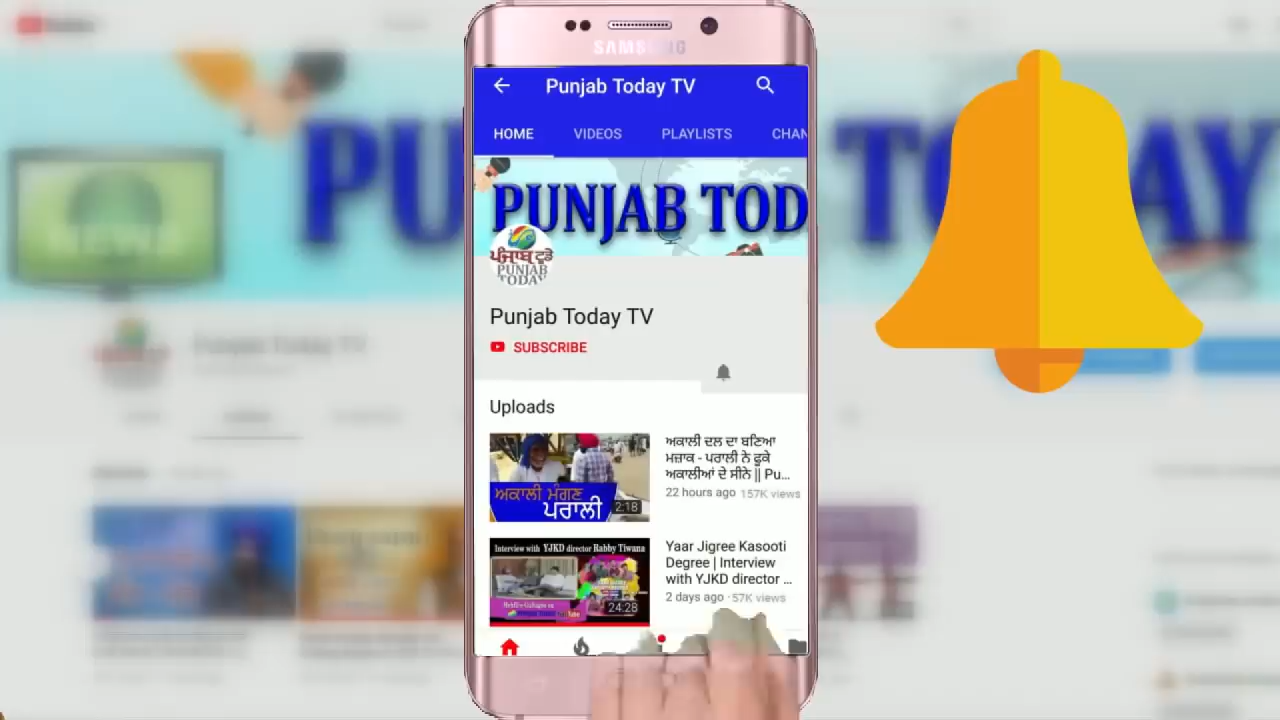 SAMSUNG
Punjab Today TV
HOME VIDEOS PLAYLISTS CHAN
PUNJAB TOD
ਪੰਜਾਬ ਟੂਡੇ
PUNJAB
TODAY
Punjab Today TV
SUBSCRIBE
Uploads
ਅਕਾਲੀ ਮੰਗਣ
ਪਰਾਲੀ
2:18
ਅਕਾਲੀ ਦਲ ਦਾ ਬਣਿਆ
ਮਜ਼ਾਕ - ਪਰਾਲੀ ਨੇ ਫੂਕੇ
ਅਕਾਲੀਆਂ ਦੇ ਸੀਨੇ || Pu...
22 hours ago 157K views
Interview with YJKD director Rabby Tiwana
24:28
Yaar Jigree Kasooti
Degree | Interview
with YJKD director ...
2 days ago · 57K views